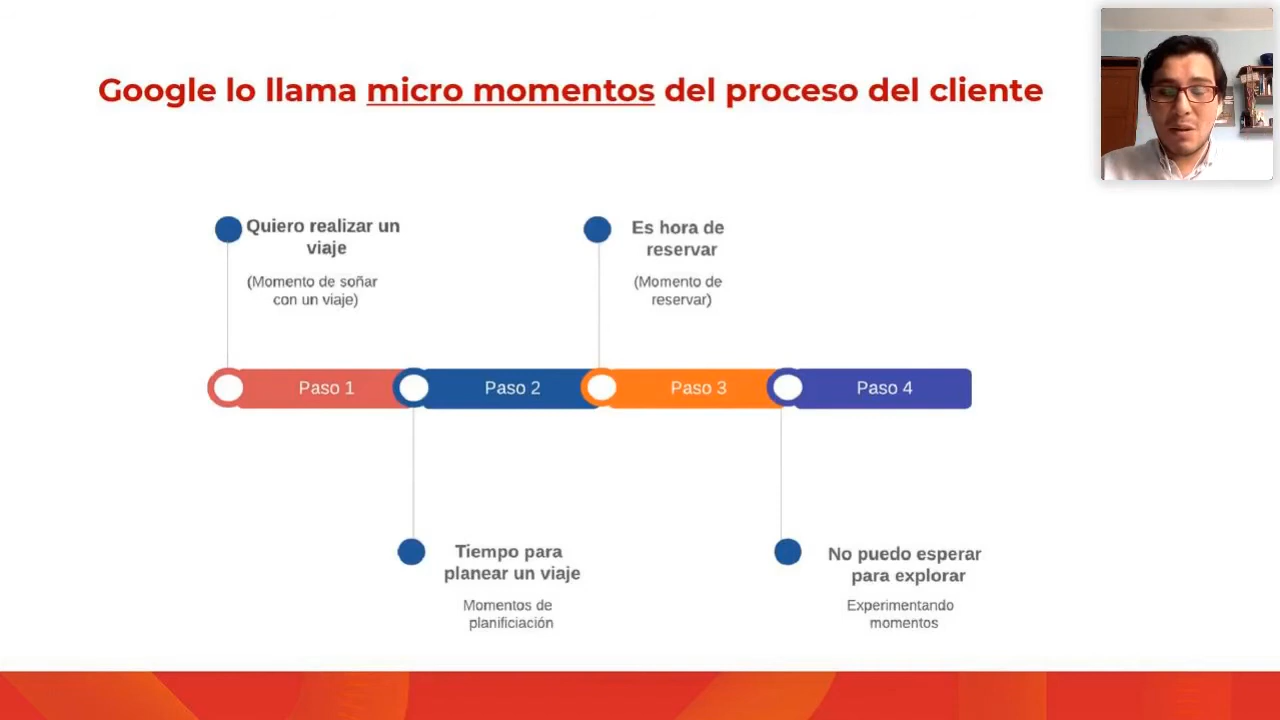 Google lo llama micro momentos del proceso del cliente
Quiero realizar un
viaje
(Momento de soñar
con un viaje)
Es hora de
reservar
(Momento de
reservar)
Paso 1
Paso 2
Paso 3
Paso 4
Tiempo para
planear un viaje
Momentos de
planificiación
No puedo esperar
para explorar
Experimentando
momentos